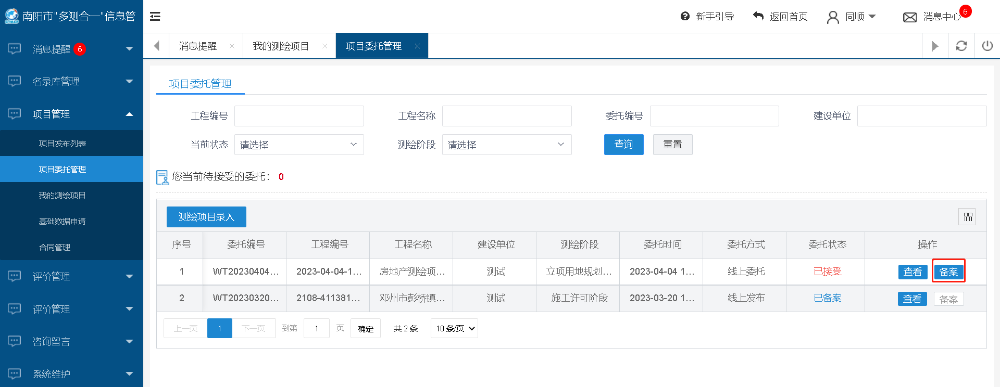 南阳市"多测合一"信息管
新手引导
返回首页
同顺
消息中心
6
消息提醒
6
名录库管理
项目管理
项目发布列表
项目委托管理
我的测绘项目
基础数据申请
合同管理
评价管理
评价管理
咨询留言
系统维护
消息提醒 × 我的测绘项目 × 项目委托管理 ×
项目委托管理
工程编号 工程名称 委托编号 建设单位
当前状态 请选择 测绘阶段 请选择 查询 重置
您当前待接受的委托： 0
测绘项目录入
序号 委托编号 工程编号 工程名称 建设单位 测绘阶段 委托时间 委托方式 委托状态 操作
1 WT20230404... 2023-04-04-1... 房地产测绘项... 测试 立项用地规划... 2023-04-04 1... 线上委托 已接受 查看 备案
2 WT20230320... 2108-411381... 邓州市彭桥镇... 测试 施工许可阶段 2023-03-20 1... 线上发布 已备案 查看 备案
上一页 1 下一页 到第 1 页 确定 共 2 条 10 条/页